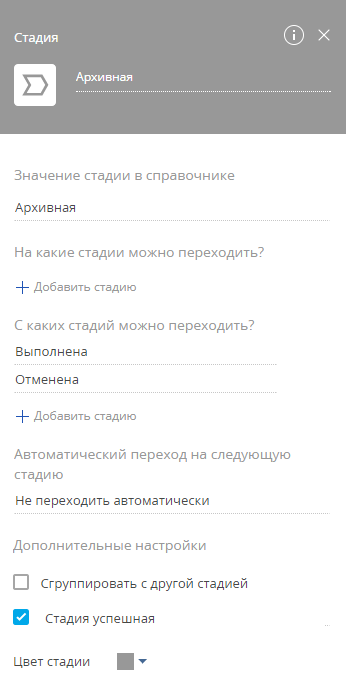 Стадия
Архивная
Значение стадии в справочнике
Архивная
На какие стадии можно переходить?
Добавить стадию
С каких стадий можно переходить?
Выполнена
Отменена
Добавить стадию
Автоматический переход на следующую
стадию
Не переходить автоматически
Дополнительные настройки
Сгруппировать с другой стадией
Стадия успешная
Цвет стадии